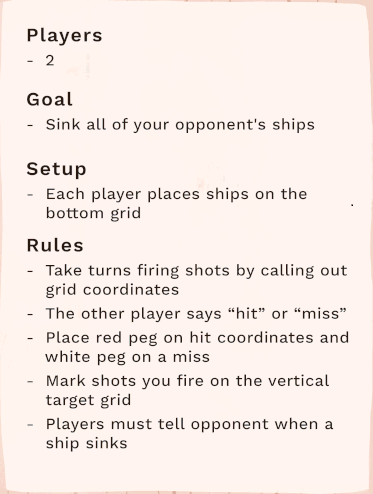 Players
- 2
Goal
- Sink all of your opponent's ships
Setup
- Each player places ships on the
bottom grid
Rules
- Take turns firing shots by calling out
grid coordinates
- The other player says “hit” or “miss”
- Place red peg on hit coordinates and
white peg on a miss
- Mark shots you fire on the vertical
target grid
- Players must tell opponent when a
ship sinks